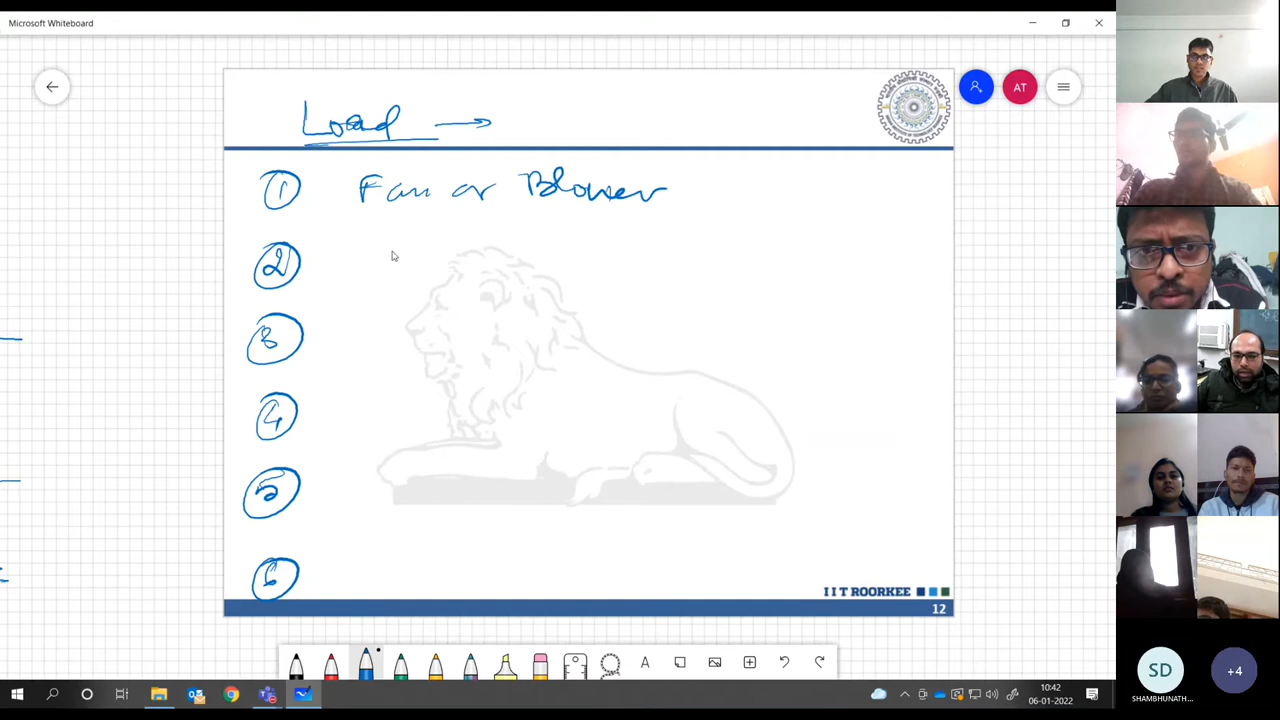 Microsoft Whiteboard
AT
Load →
① Fan or Blower
②
③
④
⑤
⑥
IIT ROORKEE
12
A
SD
SHAMBHUNATH...
+4
10:42
06-01-2022